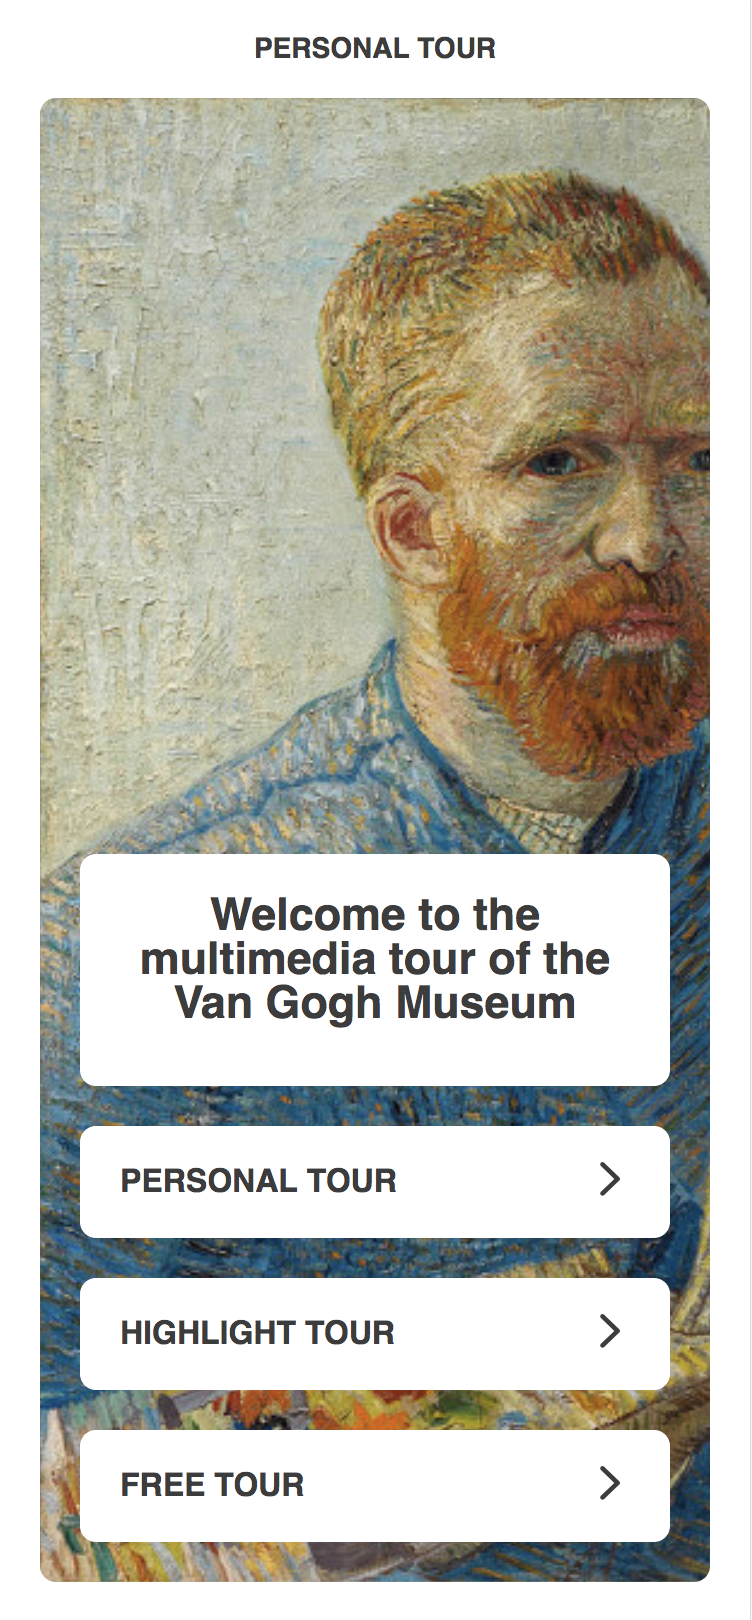 PERSONAL TOUR
Welcome to the
multimedia tour of the
Van Gogh Museum
PERSONAL TOUR
HIGHLIGHT TOUR
FREE TOUR